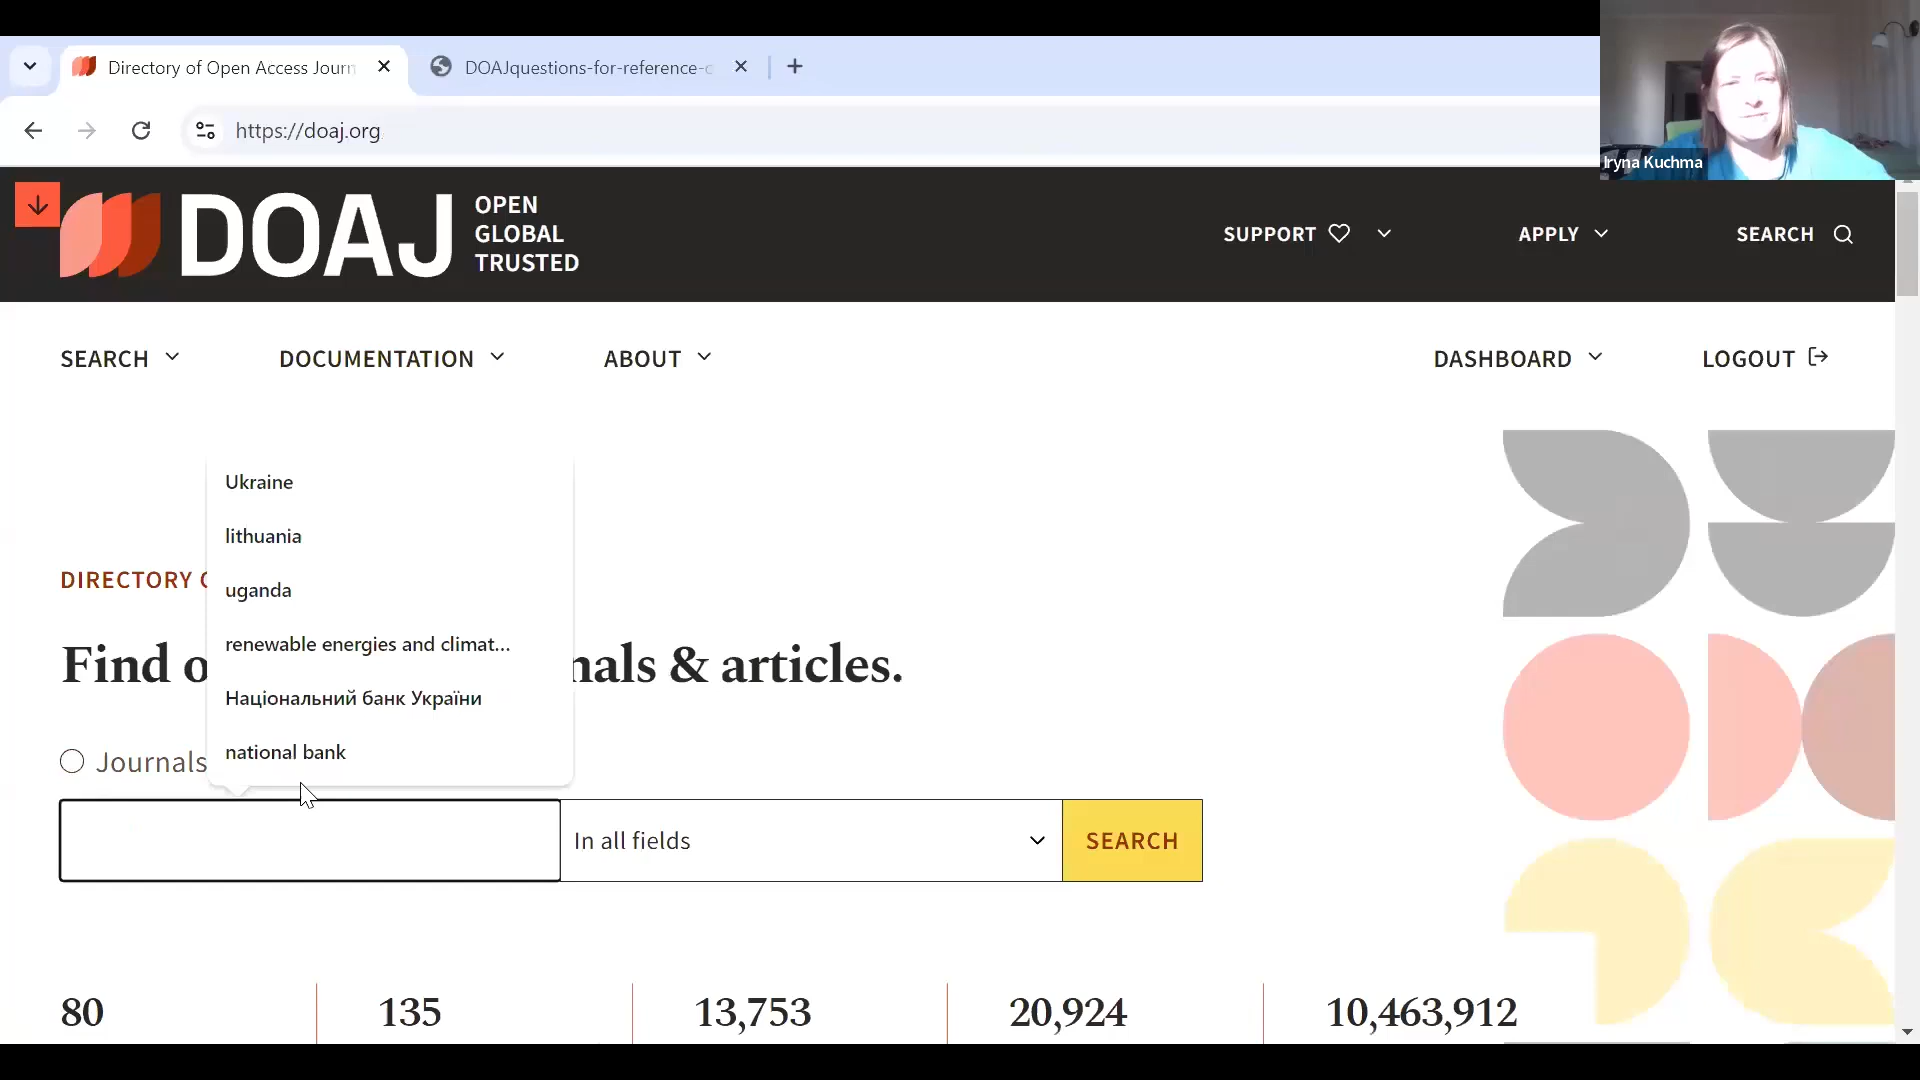 Directory of Open Access Journ
DOAJquestions-for-reference-
https://doaj.org
Iryna Kuchma
DOAJ
OPEN
GLOBAL
TRUSTED
SUPPORT
APPLY
SEARCH
SEARCH
DOCUMENTATION
ABOUT
DASHBOARD
LOGOUT
Ukraine
lithuania
uganda
renewable energies and climat...
Національний банк України
national bank
DIRECTORY
Find o
nals & articles.
Journals
In all fields
SEARCH
80
135
13,753
20,924
10,463,912